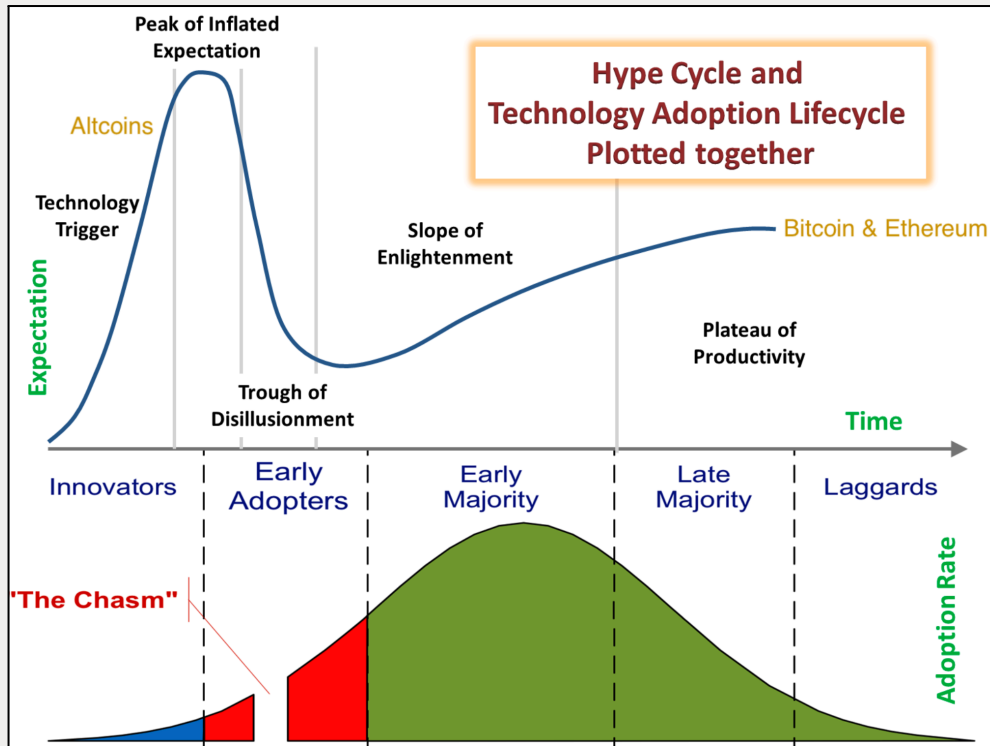 Peak of Inflated
Expectation
Hype Cycle and
Technology Adoption Lifecycle
Plotted together
Altcoins
Technology
Trigger
Slope of
Enlightenment
Bitcoin & Ethereum
Expectation
Plateau of
Productivity
Trough of
Disillusionment
Time
Innovators
Early
Adopters
Early
Majority
Late
Majority
Laggards
"The Chasm"
Adoption Rate